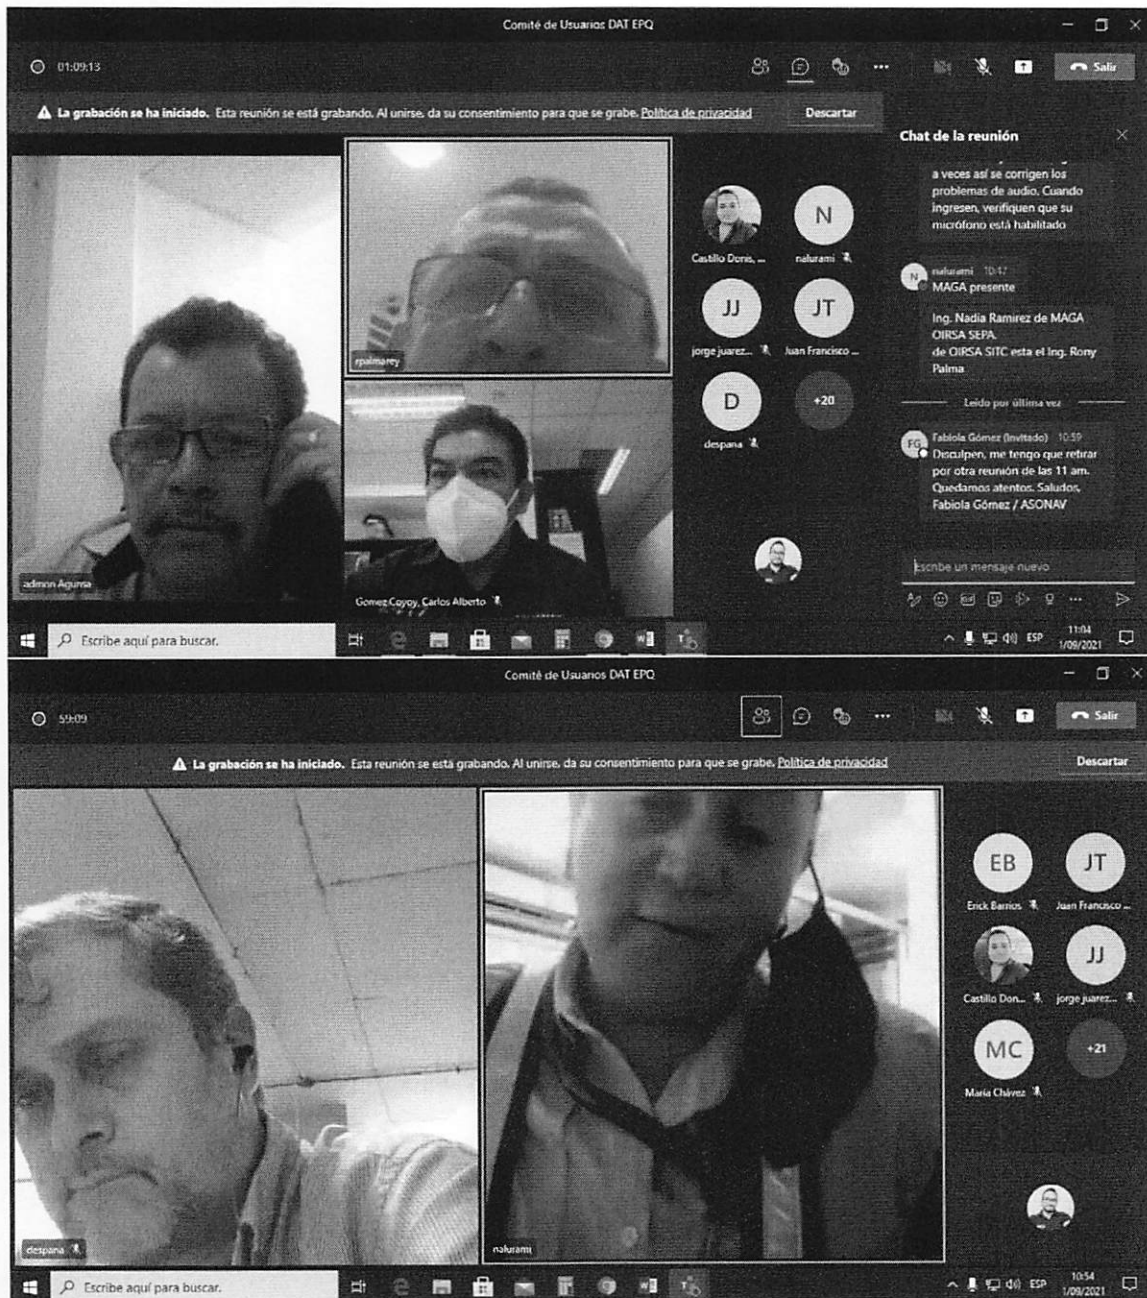 Comité de Usuarios DAT EPQ
01:09:13
Salir
La grabación se ha iniciado. Esta reunión se está grabando. Al unirse, da su consentimiento para que se grabe. Política de privacidad
Descartar
Chat de la reunión
a veces así se corrigen los
problemas de audio. Cuando
ingresen, verifiquen que su
micrófono está habilitado
nalurami 10:47
MAGA presente
Ing. Nadia Ramirez de MAGA
OIRSA SEPA
de OIRSA SITC esta el Ing. Rony
Palma
Leído por última vez
FG
Fabiola Gómez (Invitado) 10:59
Disculpen, me tengo que retirar
por otra reunión de las 11 am.
Quedamos atentos. Saludos,
Fabiola Gómez / ASONAV
Escribe un mensaje nuevo
Castillo Donis, ...
N
nalurami
JJ
jorge juarez...
JT
Juan Francisco ...
D
despana
+20
rpalmarey
admon Agunsa
Gomez Coyoy, Carlos Alberto
Escribe aquí para buscar.
ESP
11:04
1/09/2021
Comité de Usuarios DAT EPQ
59:09
Salir
La grabación se ha iniciado. Esta reunión se está grabando. Al unirse, da su consentimiento para que se grabe. Política de privacidad
Descartar
EB
Erick Barrios
JT
Juan Francisco ...
Castillo Don...
JJ
jorge juarez...
MC
María Chávez
+21
despana
nalurami
Escribe aquí para buscar.
ESP
10:54
1/09/2021